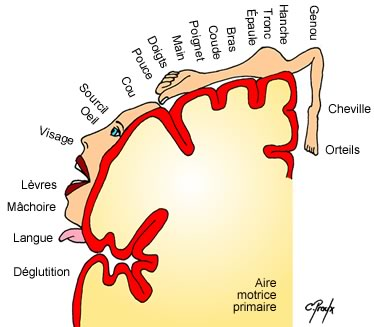 Genou
Hanche
Tronc
Épaule
Bras
Coude
Poignet
Main
Doigts
Pouce
Cou
Sourcil
Oeil
Visage
Lèvres
Mâchoire
Langue
Déglutition
Cheville
Orteils
Aire
motrice
primaire
C. Proulx